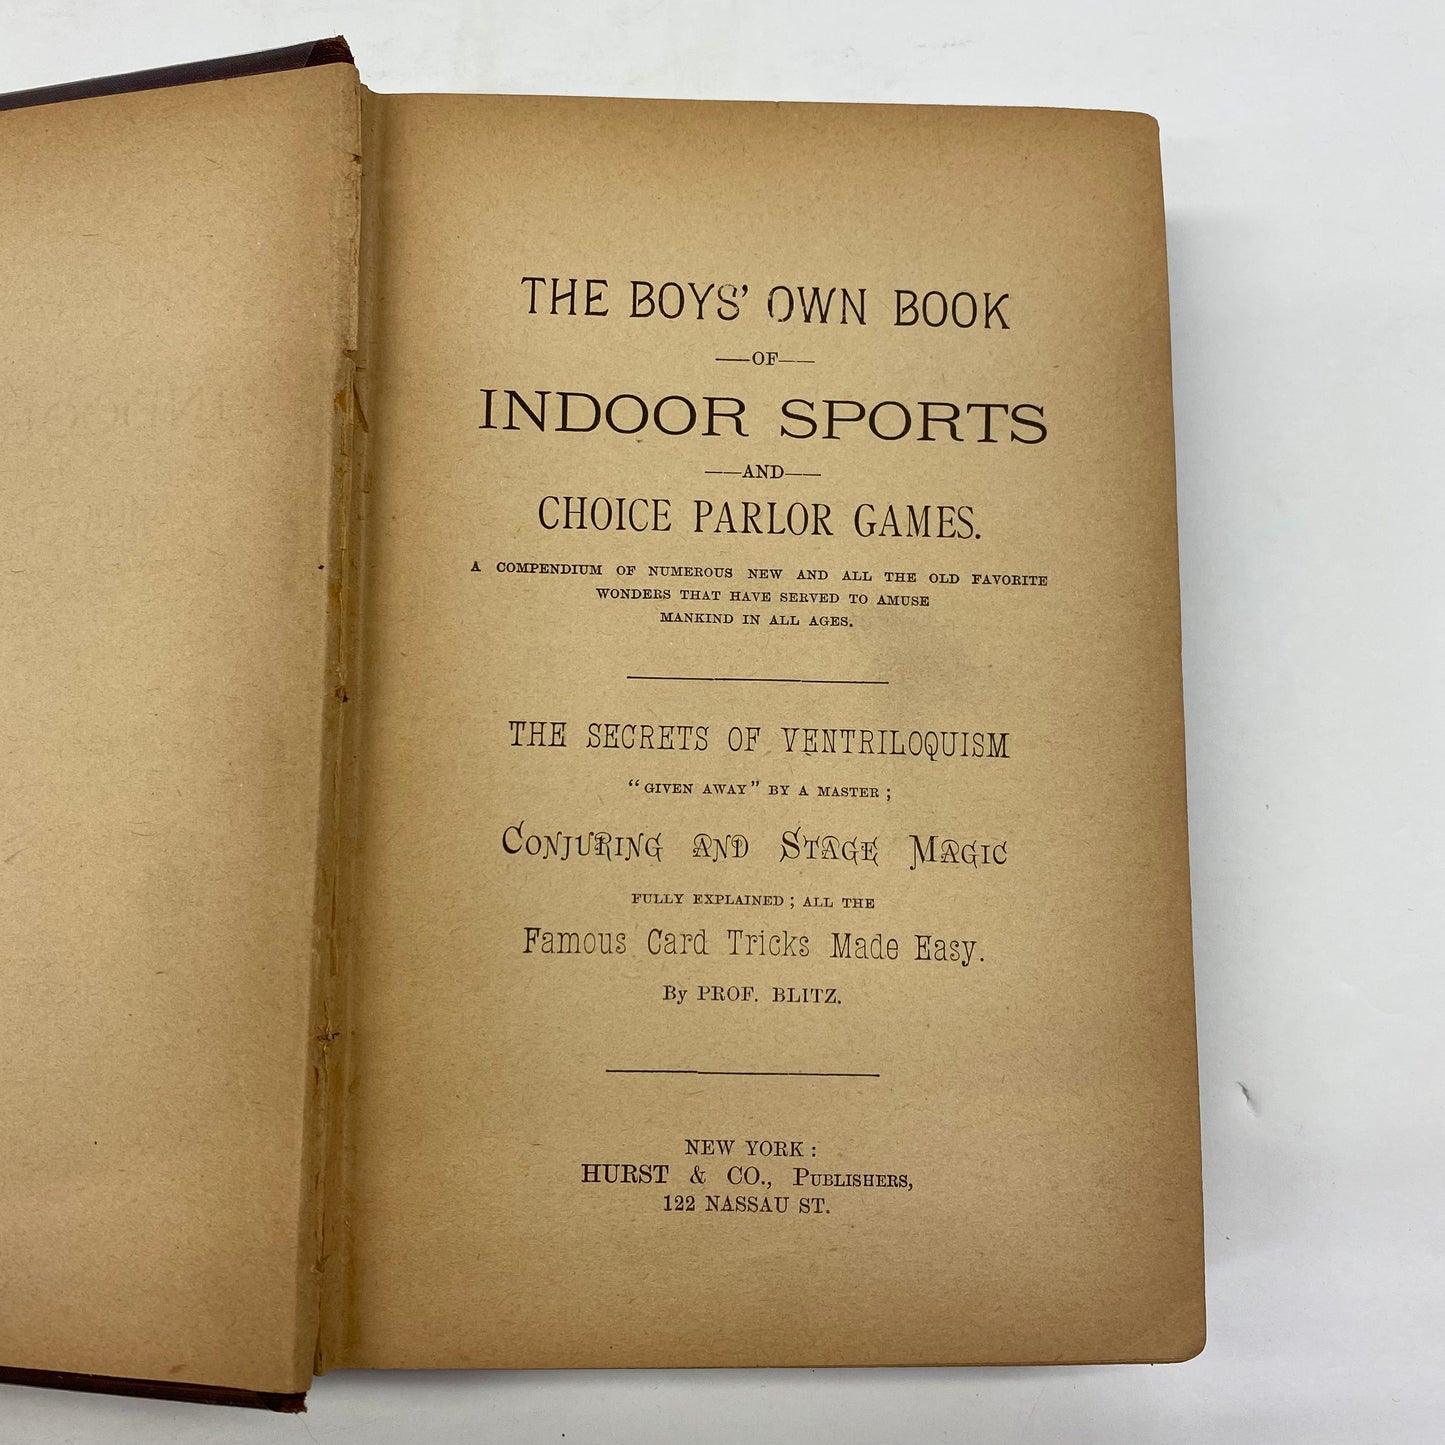 THE BOYS' OWN BOOK
—OF—
INDOOR SPORTS
—AND—
CHOICE PARLOR GAMES.
A COMPENDIUM OF NUMEROUS NEW AND ALL THE OLD FAVORITE
WONDERS THAT HAVE SERVED TO AMUSE
MANKIND IN ALL AGES.
THE SECRETS OF VENTRILOQUISM
"GIVEN AWAY" BY A MASTER;
CONJURING AND STAGE MAGIC
FULLY EXPLAINED; ALL THE
Famous Card Tricks Made Easy.
By PROF. BLITZ.
NEW YORK:
HURST & CO., PUBLISHERS,
122 NASSAU ST.